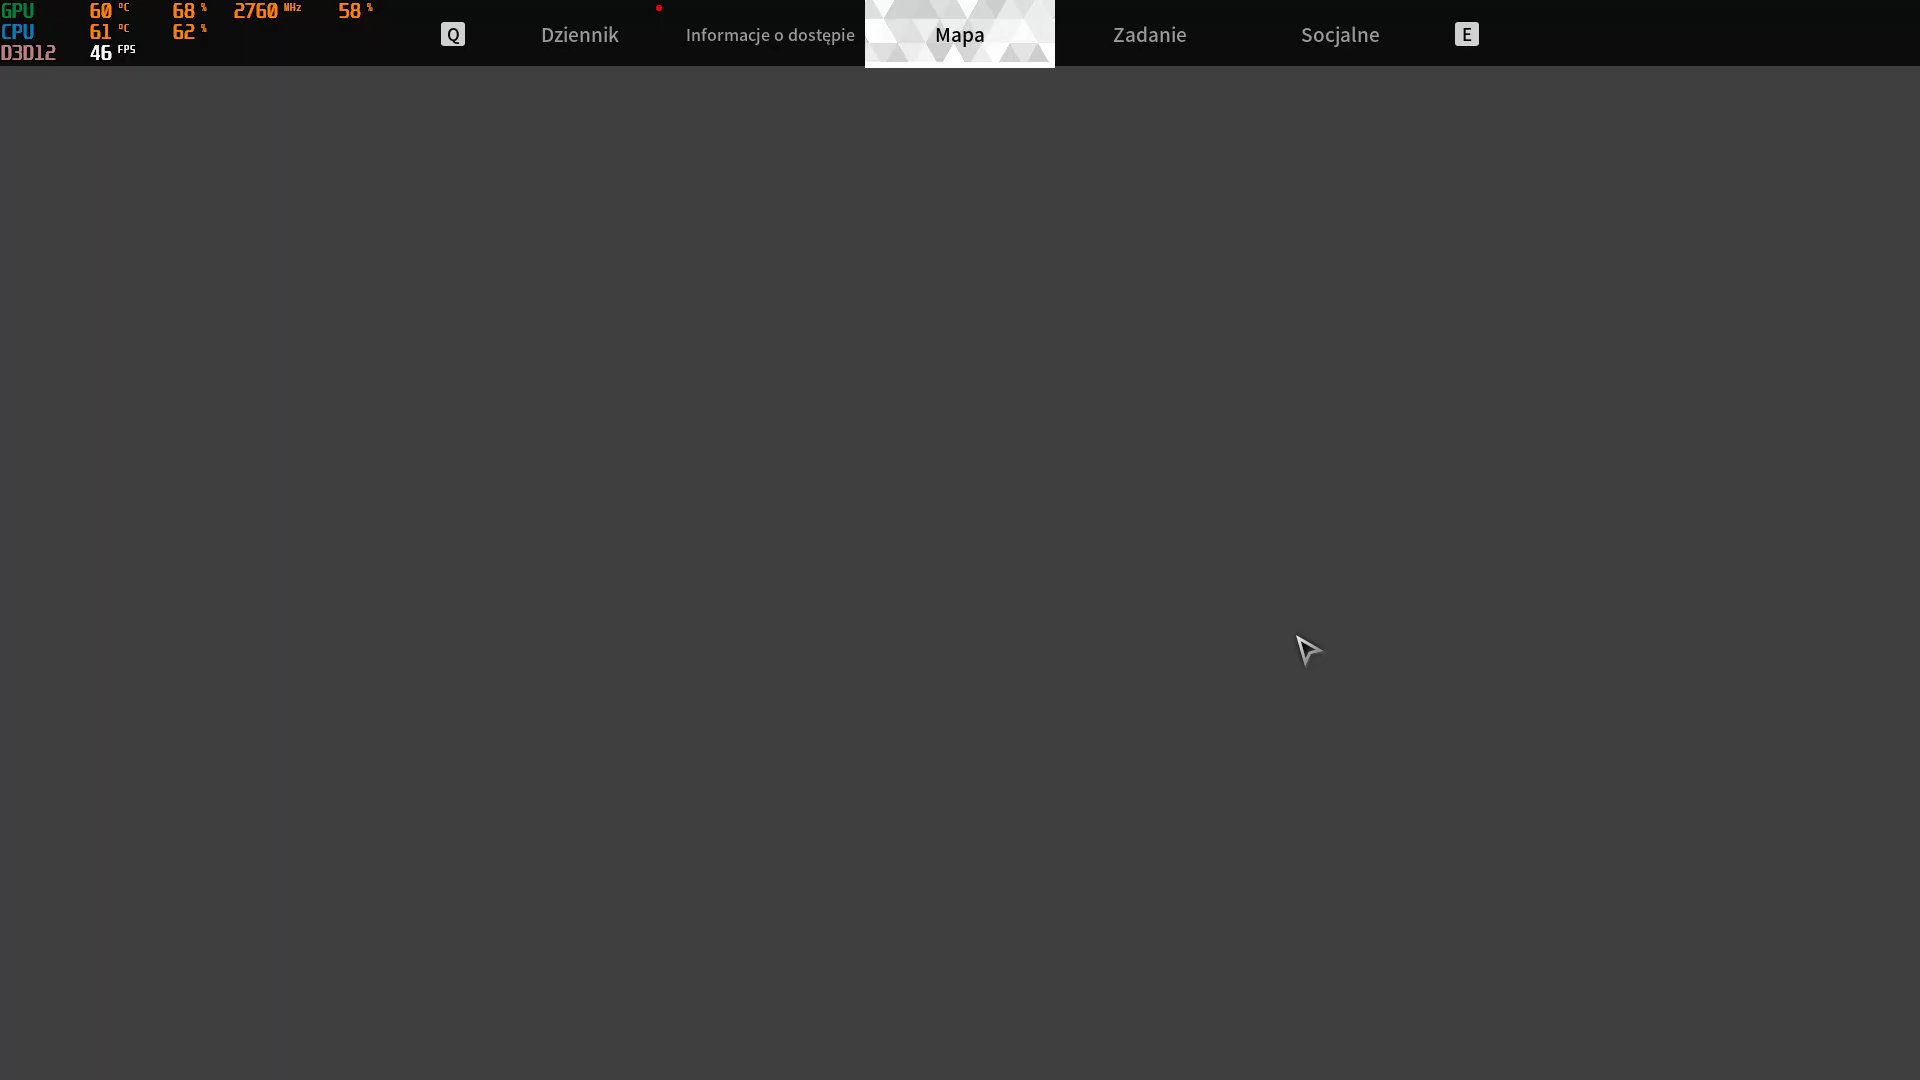 GPU 60 °C 68 % 2760 MHz 58 %
CPU 61 °C 62 %
D3D12 46 FPS
Q Dziennik Informacje o dostępie Mapa Zadanie Socjalne E